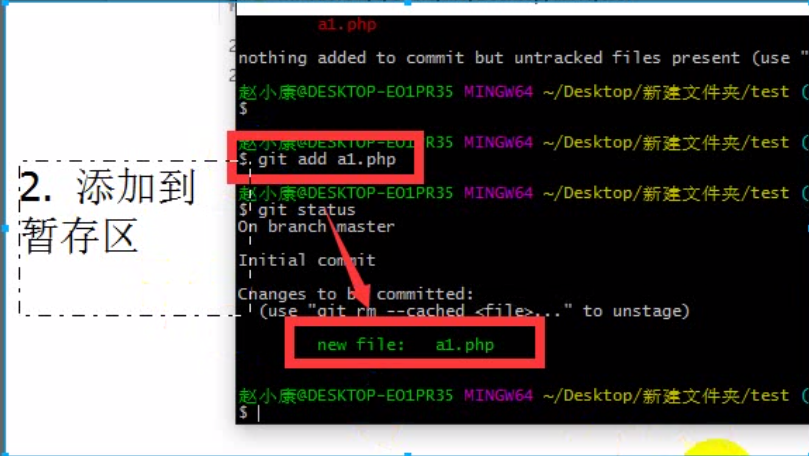 a1.php
nothing added to commit but untracked files present (use "
赵小康@DESKTOP-EO1PR35 MINGW64 ~/Desktop/新建文件夹/test (
$
赵小康@DESKTOP-EO1PR35 MINGW64 ~/Desktop/新建文件夹/test (
$ git add a1.php
2. 添加到
暂存区
赵小康@DESKTOP-EO1PR35 MINGW64 ~/Desktop/新建文件夹/test (
$ git status
On branch master
Initial commit
Changes to be committed:
(use "git rm --cached <file>..." to unstage)
new file: a1.php
赵小康@DESKTOP-EO1PR35 MINGW64 ~/Desktop/新建文件夹/test (
$